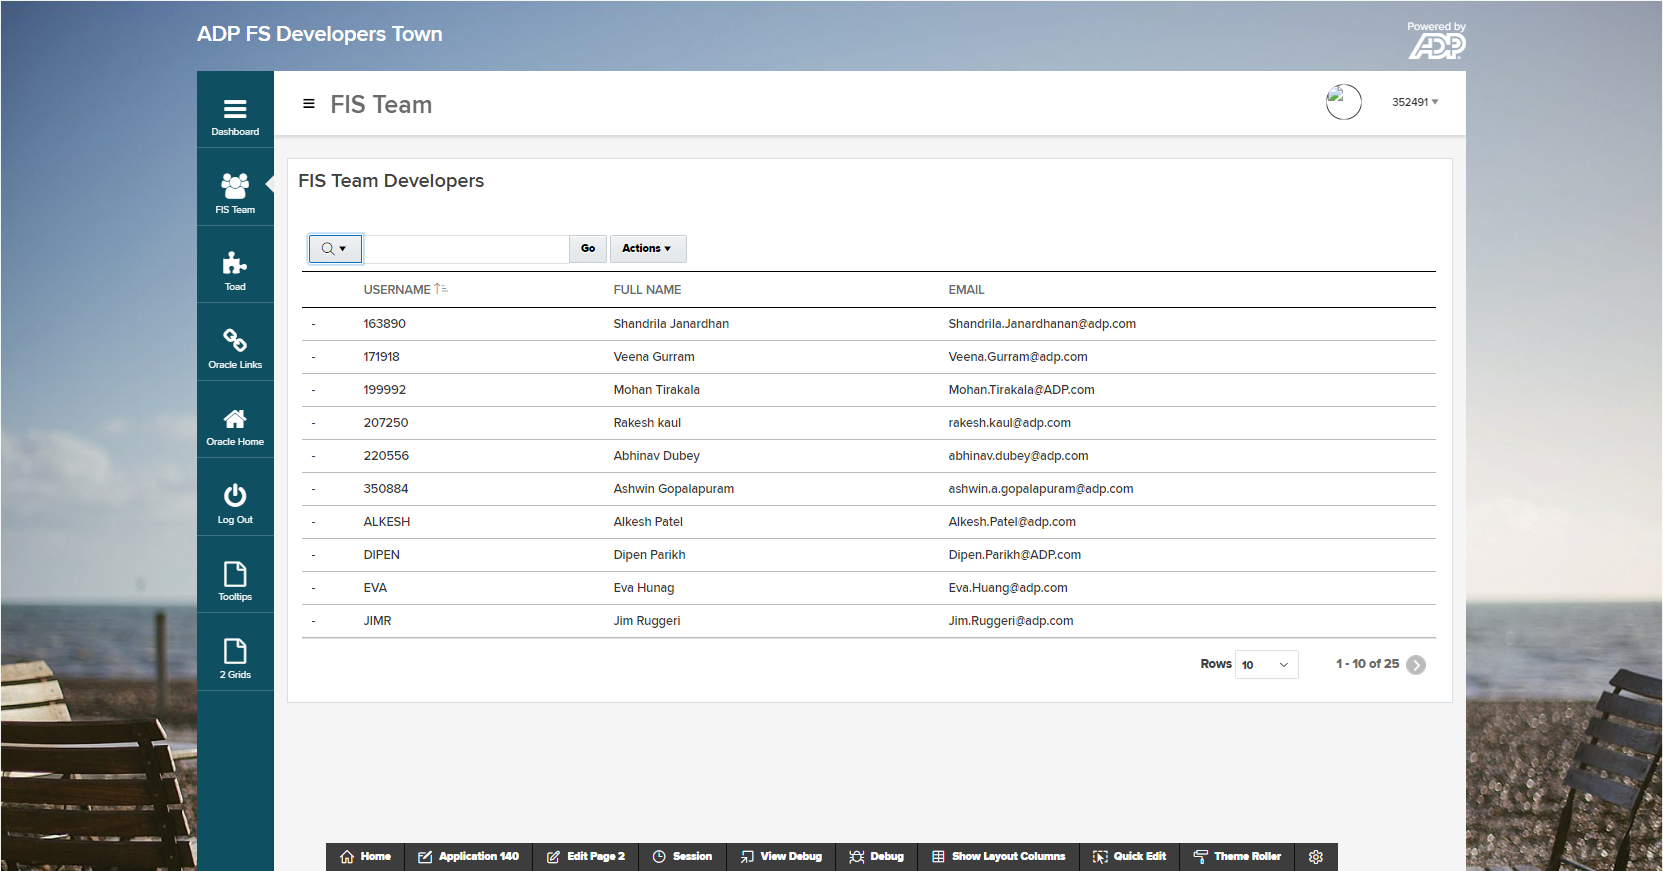 ADP FS Developers Town
Powered by
ADP
Dashboard
FIS Team
Toad
Oracle Links
Oracle Home
Log Out
Tooltips
2 Grids
FIS Team
352491
FIS Team Developers
Go
Actions
USERNAME FULL NAME EMAIL
- 163890 Shandrila Janardhan Shandrila.Janardhanan@adp.com
- 171918 Veena Gurram Veena.Gurram@adp.com
- 199992 Mohan Tirakala Mohan.Tirakala@ADP.com
- 207250 Rakesh kaul rakesh.kaul@adp.com
- 220556 Abhinav Dubey abhinav.dubey@adp.com
- 350884 Ashwin Gopalapuram ashwin.a.gopalapuram@adp.com
- ALKESH Alkesh Patel Alkesh.Patel@adp.com
- DIPEN Dipen Parikh Dipen.Parikh@ADP.com
- EVA Eva Hunag Eva.Huang@adp.com
- JIMR Jim Ruggeri Jim.Ruggeri@adp.com
Rows 10 1 - 10 of 25
Home Application 140 Edit Page 2 Session View Debug Debug Show Layout Columns Quick Edit Theme Roller